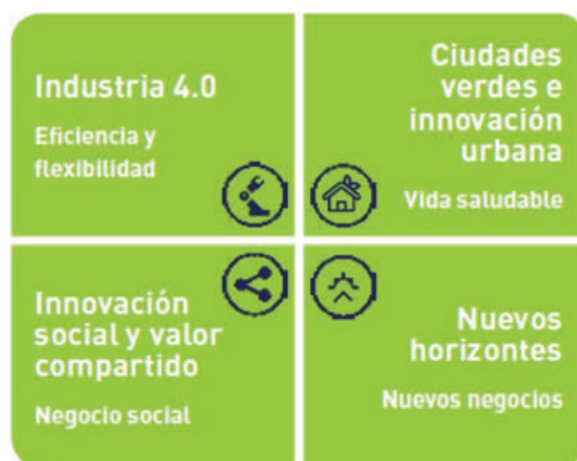 Industria 4.0
Eficiencia y
flexibilidad
Ciudades
verdes e
innovación
urbana
Vida saludable
Innovación
social y valor
compartido
Negocio social
Nuevos
horizontes
Nuevos negocios